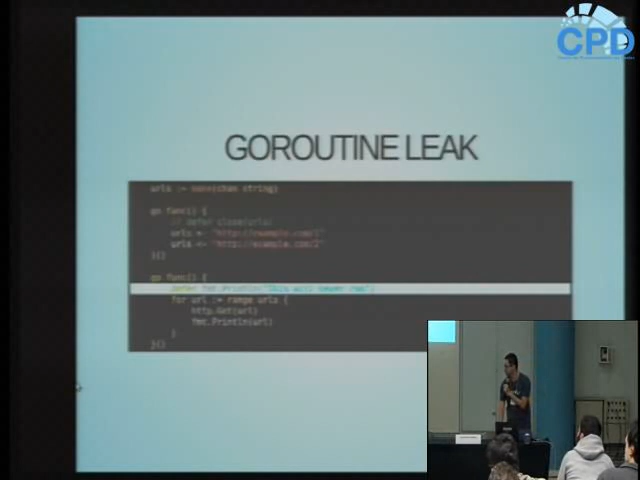 CPD
GOROUTINE LEAK
urls := make(chan string)
go func() {
// defer close(urls)
urls <- "http://example.com/1"
urls <- "http://example.com/2"
}()
go func() {
defer fmt.Println("This will never run")
for url := range urls {
http.Get(url)
fmt.Println(url)
}
}()